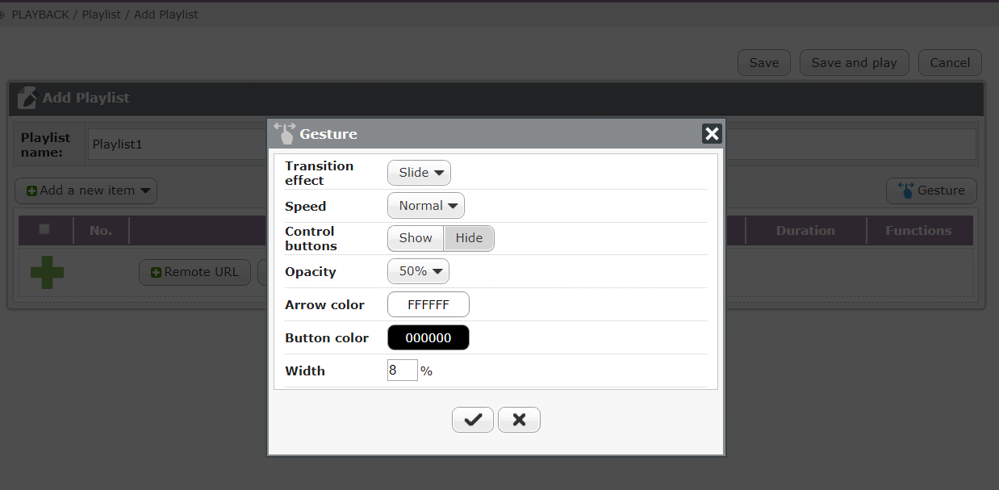 PLAYBACK / Playlist / Add Playlist
Save
Save and play
Cancel
Add Playlist
Playlist
name:
Playlist1
Add a new item
Gesture
No.
Duration
Functions
Remote URL
Gesture
Transition
effect
Slide
Speed
Normal
Control
buttons
Show
Hide
Opacity
50%
Arrow color
FFFFFF
Button color
000000
Width
8 %